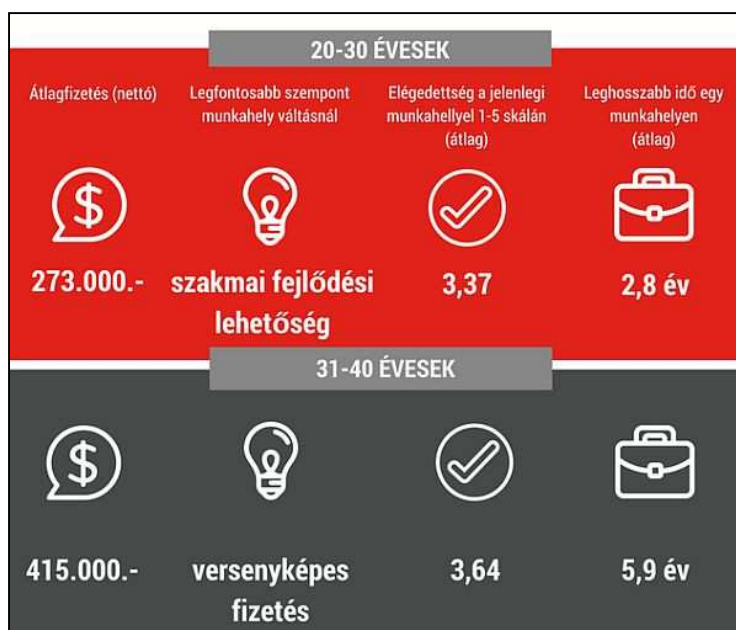 20-30 ÉVESEK
Átlagfizetés (nettó)
Legfontosabb szempont
munkahely váltásnál
Elégedettség a jelenlegi
munkahellyel 1-5 skálán
(átlag)
Leghosszabb idő egy
munkahelyen
(átlag)
$
273.000.-
szakmai fejlődési
lehetőség
3,37
2,8 év
31-40 ÉVESEK
$
415.000.-
versenyképes
fizetés
3,64
5,9 év